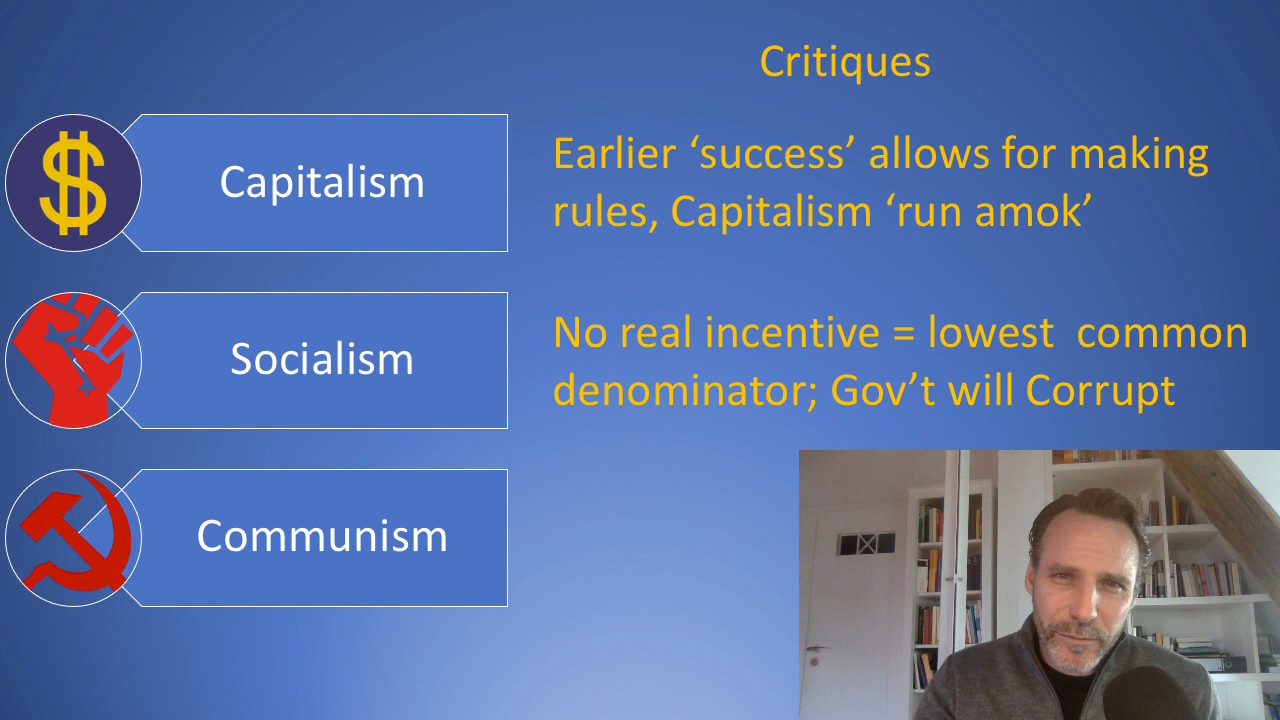 Critiques
Capitalism
Earlier ‘success’ allows for making
rules, Capitalism ‘run amok’
Socialism
No real incentive = lowest  common
denominator; Gov’t will Corrupt
Communism